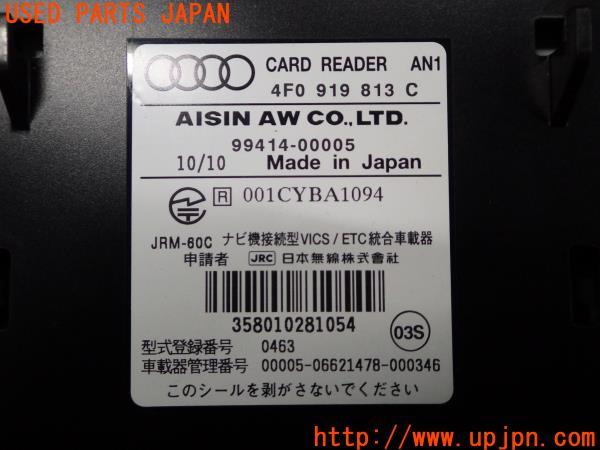 USED PARTS JAPAN
CARD READER AN1
4F0 919 813 C
AISIN AW CO.,LTD.
99414-00005
10/10 Made in Japan
R 001CYBA1094
JRM-60C ナビ機接続型VICS/ETC統合車載器
申請者 JRC 日本無線株式會社
358010281054
03S
型式登録番号 0463
車載器管理番号 00005-06621478-000346
このシールを剥がさないでください
USED PARTS JAPAN
http://www.upjpn.com